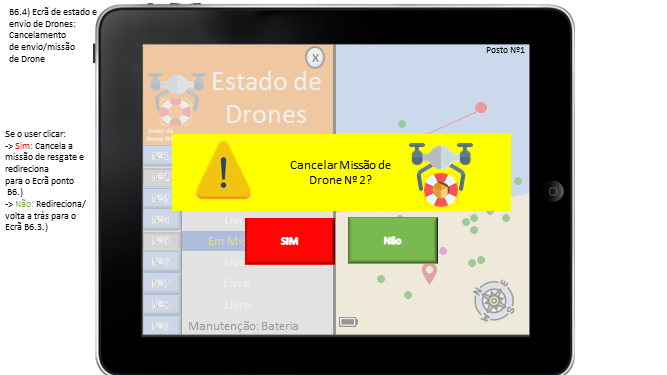 B6.4) Ecrã de estado e
envio de Drones:
Cancelamento
de envio/missão
de Drone
Se o user clicar:
-> Sim: Cancela a
missão de resgate e
redireciona
para o Ecrã ponto
B6.)
-> Não: Redireciona/
volta a trás para o
Ecrã B6.3.)
Posto Nº1
X
Estado de
Drones
Cancelar Missão de
Drone Nº 2?
SIM
Não
Livre
Em Mis
Livre
Livre
Livre
Manutenção: Bateria
N
E